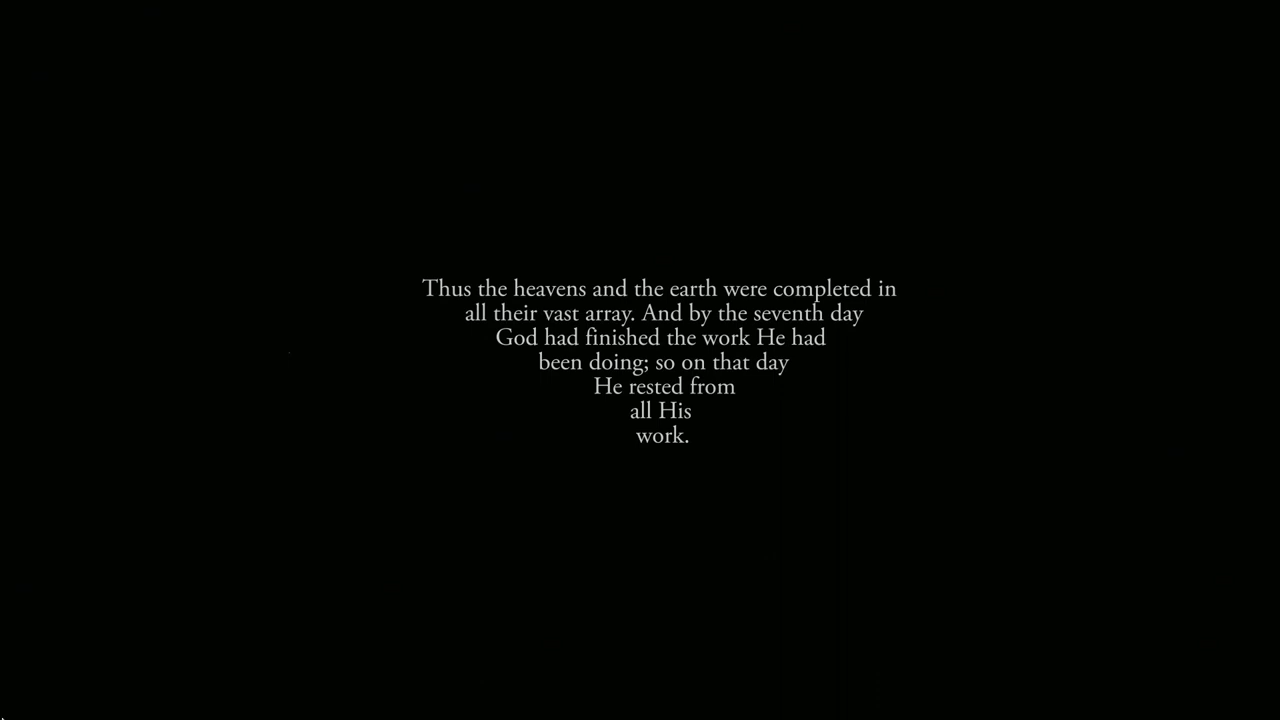 Thus the heavens and the earth were completed in
all their vast array. And by the seventh day
God had finished the work He had
been doing; so on that day
He rested from
all His
work.